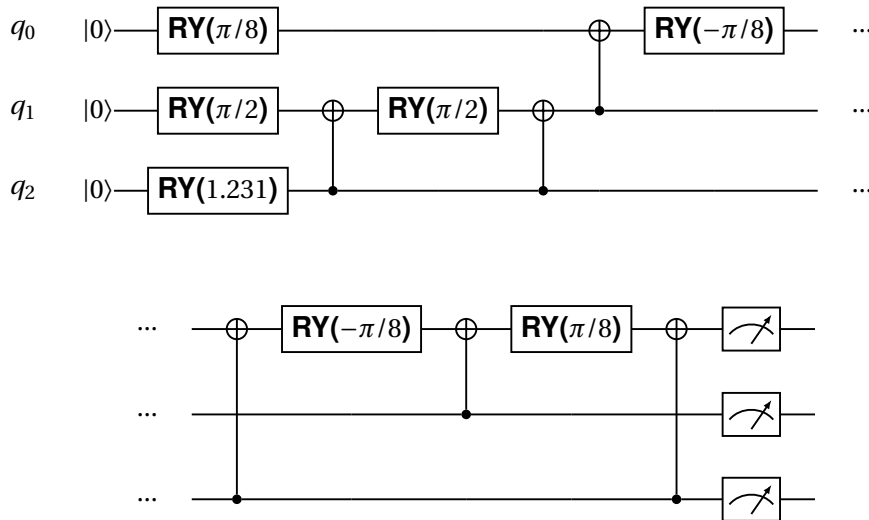 q₀ |0⟩ RY(π/8) RY(−π/8) ...
q₁ |0⟩ RY(π/2) RY(π/2) ...
q₂ |0⟩ RY(1.231) ...
... RY(−π/8) RY(π/8)
...
...